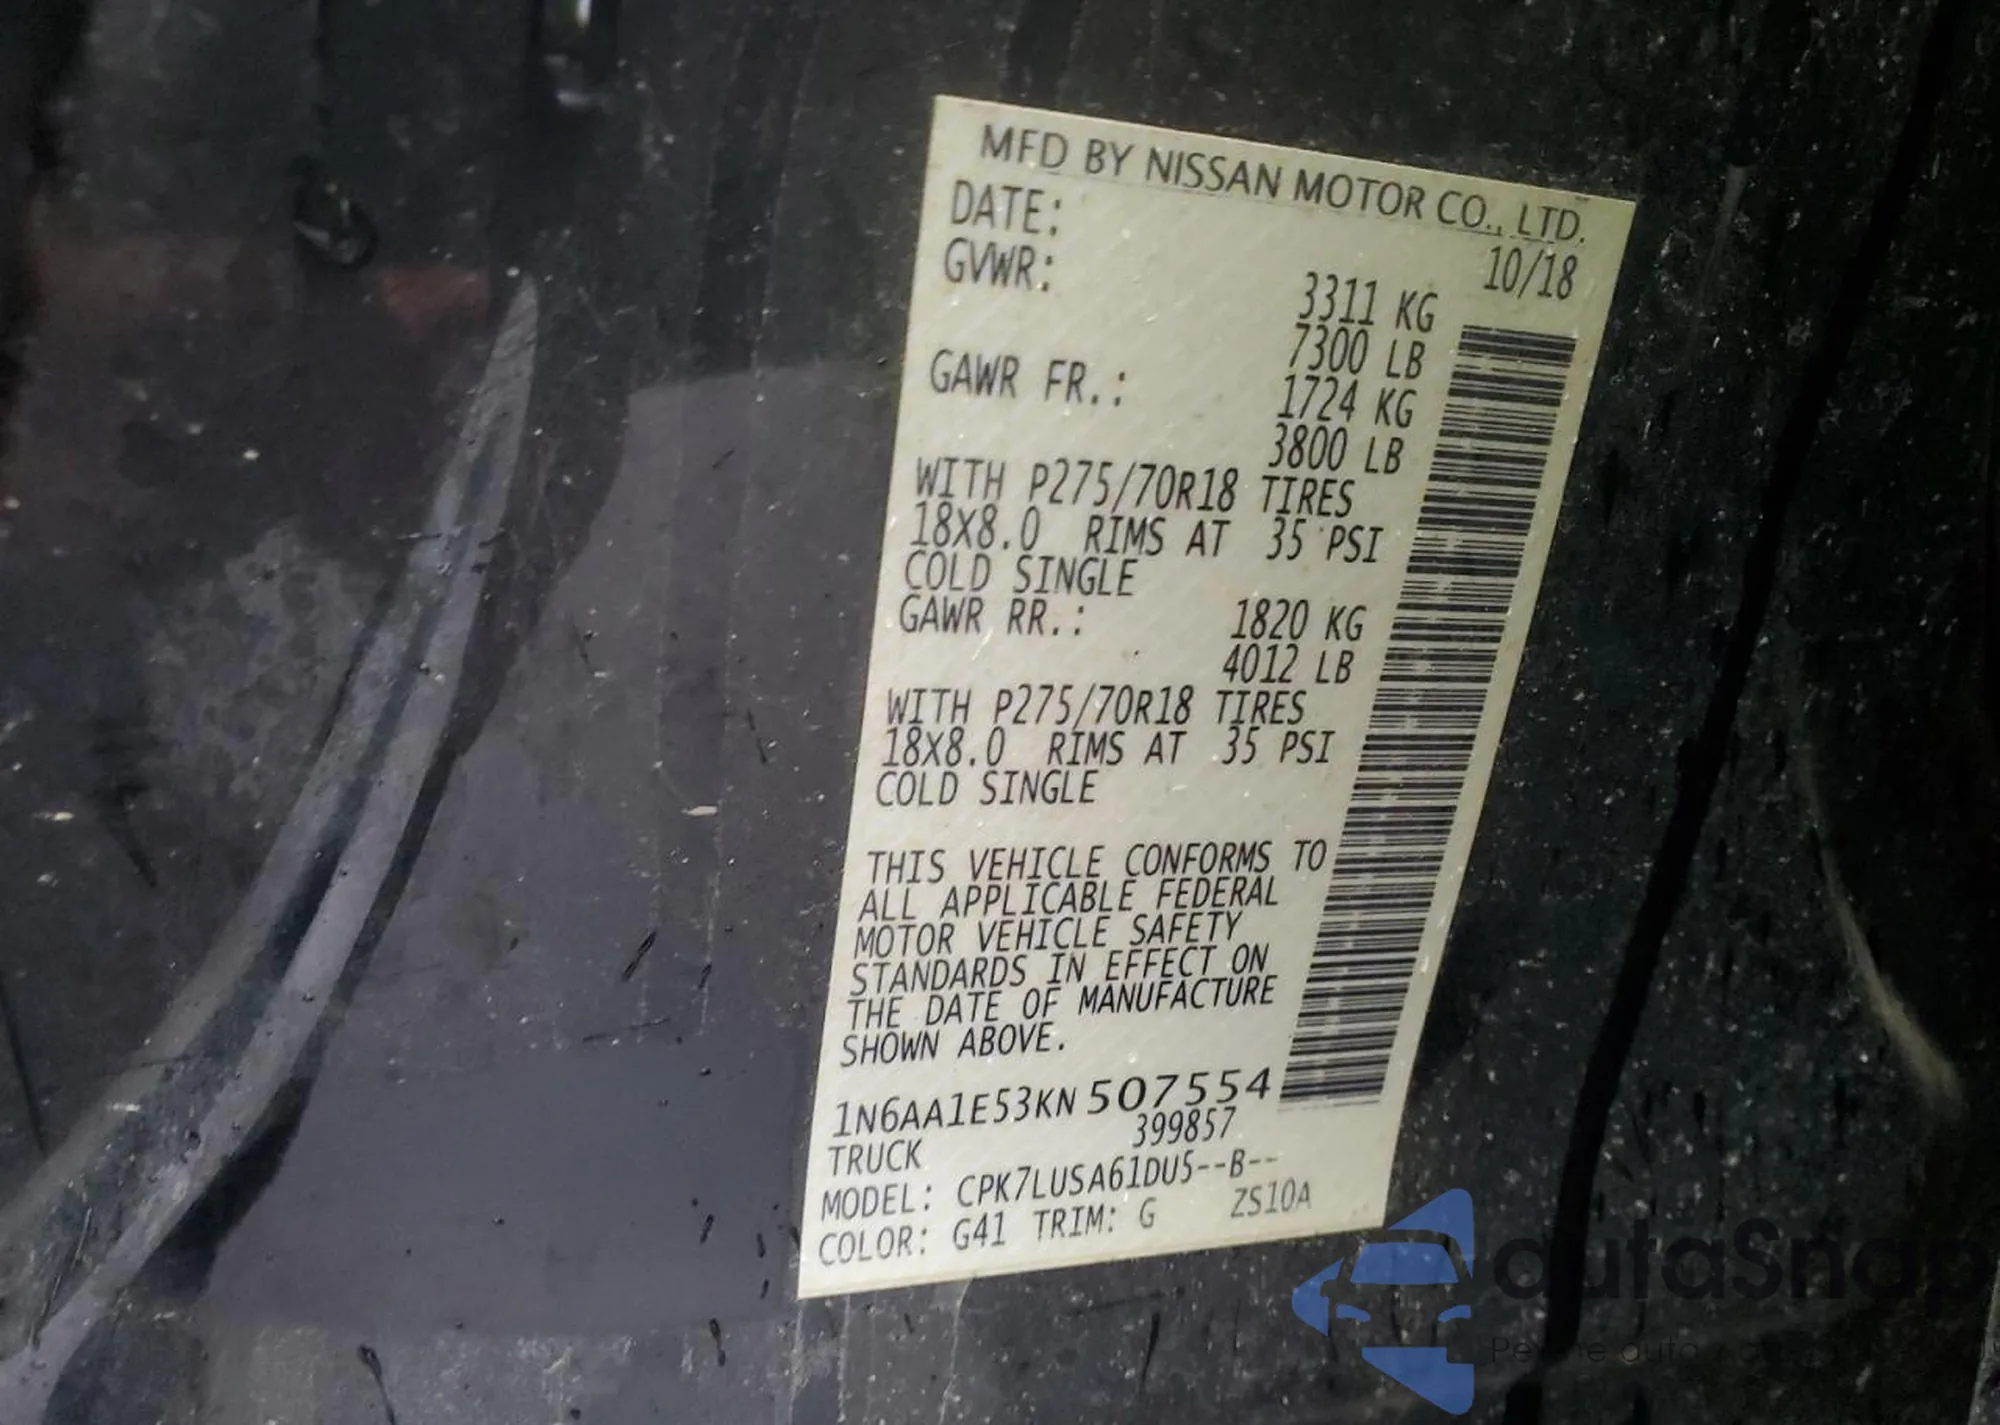 MFD BY NISSAN MOTOR CO., LTD.
DATE: 10/18
GVWR: 3311 KG
7300 LB
GAWR FR.: 1724 KG
3800 LB
WITH P275/70R18 TIRES
18X8.0 RIMS AT 35 PSI
COLD SINGLE
GAWR RR.: 1820 KG
4012 LB
WITH P275/70R18 TIRES
18X8.0 RIMS AT 35 PSI
COLD SINGLE
THIS VEHICLE CONFORMS TO
ALL APPLICABLE FEDERAL
MOTOR VEHICLE SAFETY
STANDARDS IN EFFECT ON
THE DATE OF MANUFACTURE
SHOWN ABOVE.
1N6AA1E53KN507554
399857
TRUCK
MODEL: CPK7LUSA61DU5--B--
COLOR: G41 TRIM: G ZS10A
autaSnap
auta